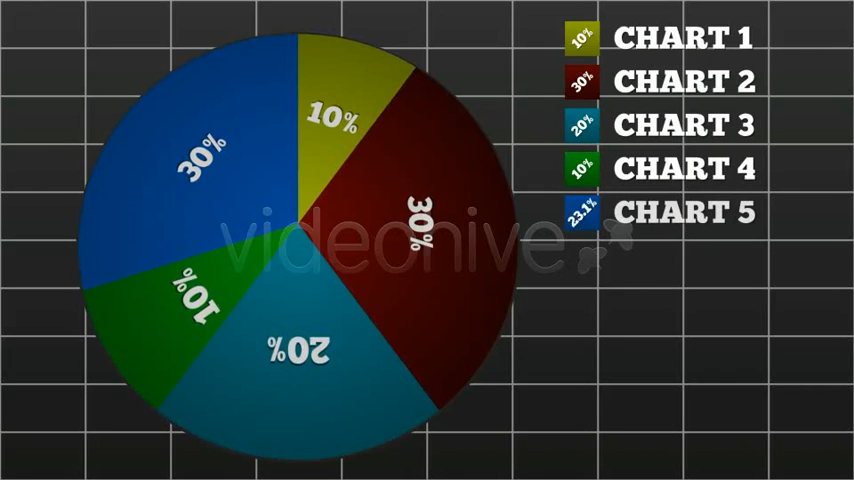 10% CHART 1
30% CHART 2
20% CHART 3
10% CHART 4
23.1% CHART 5
10%
30%
30%
10%
20%
videohive